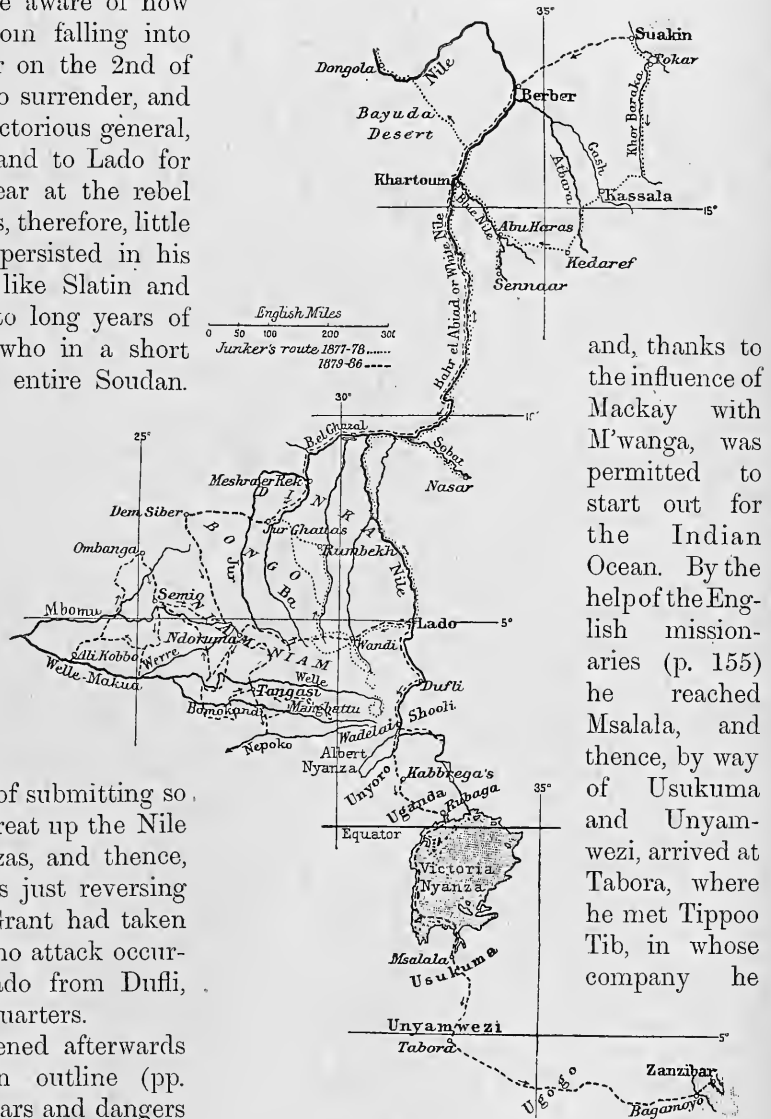 e aware of how
om falling into
r on the 2nd of
o surrender, and
ctorious general,
and to Lado for
ear at the rebel
s, therefore, little
persisted in his
like Slatin and
to long years of
who in a short
entire Soudan.
35°
Suakin
Tokar
Dongola
Nile
Berber
Bayuda
Desert
Khor Baraka
Gash
Atbara
Khartoum
Kassala
15°
Blue Nile
Abu Haras
Kedaref
Sennaar
Bahr el Abiad or White Nile
English Miles
0 50 100 200 300
Junker's route 1877-78......
1879-86----
30°
25°
B.el Ghazal
Sobat
Nasar
Meshra er Rek
DINKA
Dem Siber
BONGO
Jur Ghattas
Ombanga
Rumbekh
Jur
Ba
Nile
Semio
NIAM NIAM
Mbomu
Lado
5°
Ndoruma
Wandi
Ali Kobbo
Werre
Welle-Makua
Welle
Dufli
Tangasi
Bomokandi
Mangbattu
Shooli
Wadelai
Nepoko
Albert
Nyanza
Kabbrega's
Unyoro
35°
Uganda
Rubaga
Equator
Victoria
Nyanza
Msalala
Usukuma
Unyamwezi
5°
Tabora
Zanzibar
Ugogo
Bagamoyo
and, thanks to
the influence of
Mackay with
M'wanga, was
permitted to
start out for
the Indian
Ocean. By the
help of the Eng-
lish mission-
aries (p. 155)
he reached
Msalala, and
thence, by way
of Usukuma
and Unyam-
wezi, arrived at
Tabora, where
he met Tippoo
Tib, in whose
company he
of submitting so
reat up the Nile
zas, and thence,
s just reversing
Grant had taken
no attack occur-
ado from Dufli,
uarters.
ened afterwards
n outline (pp.
ars and dangers